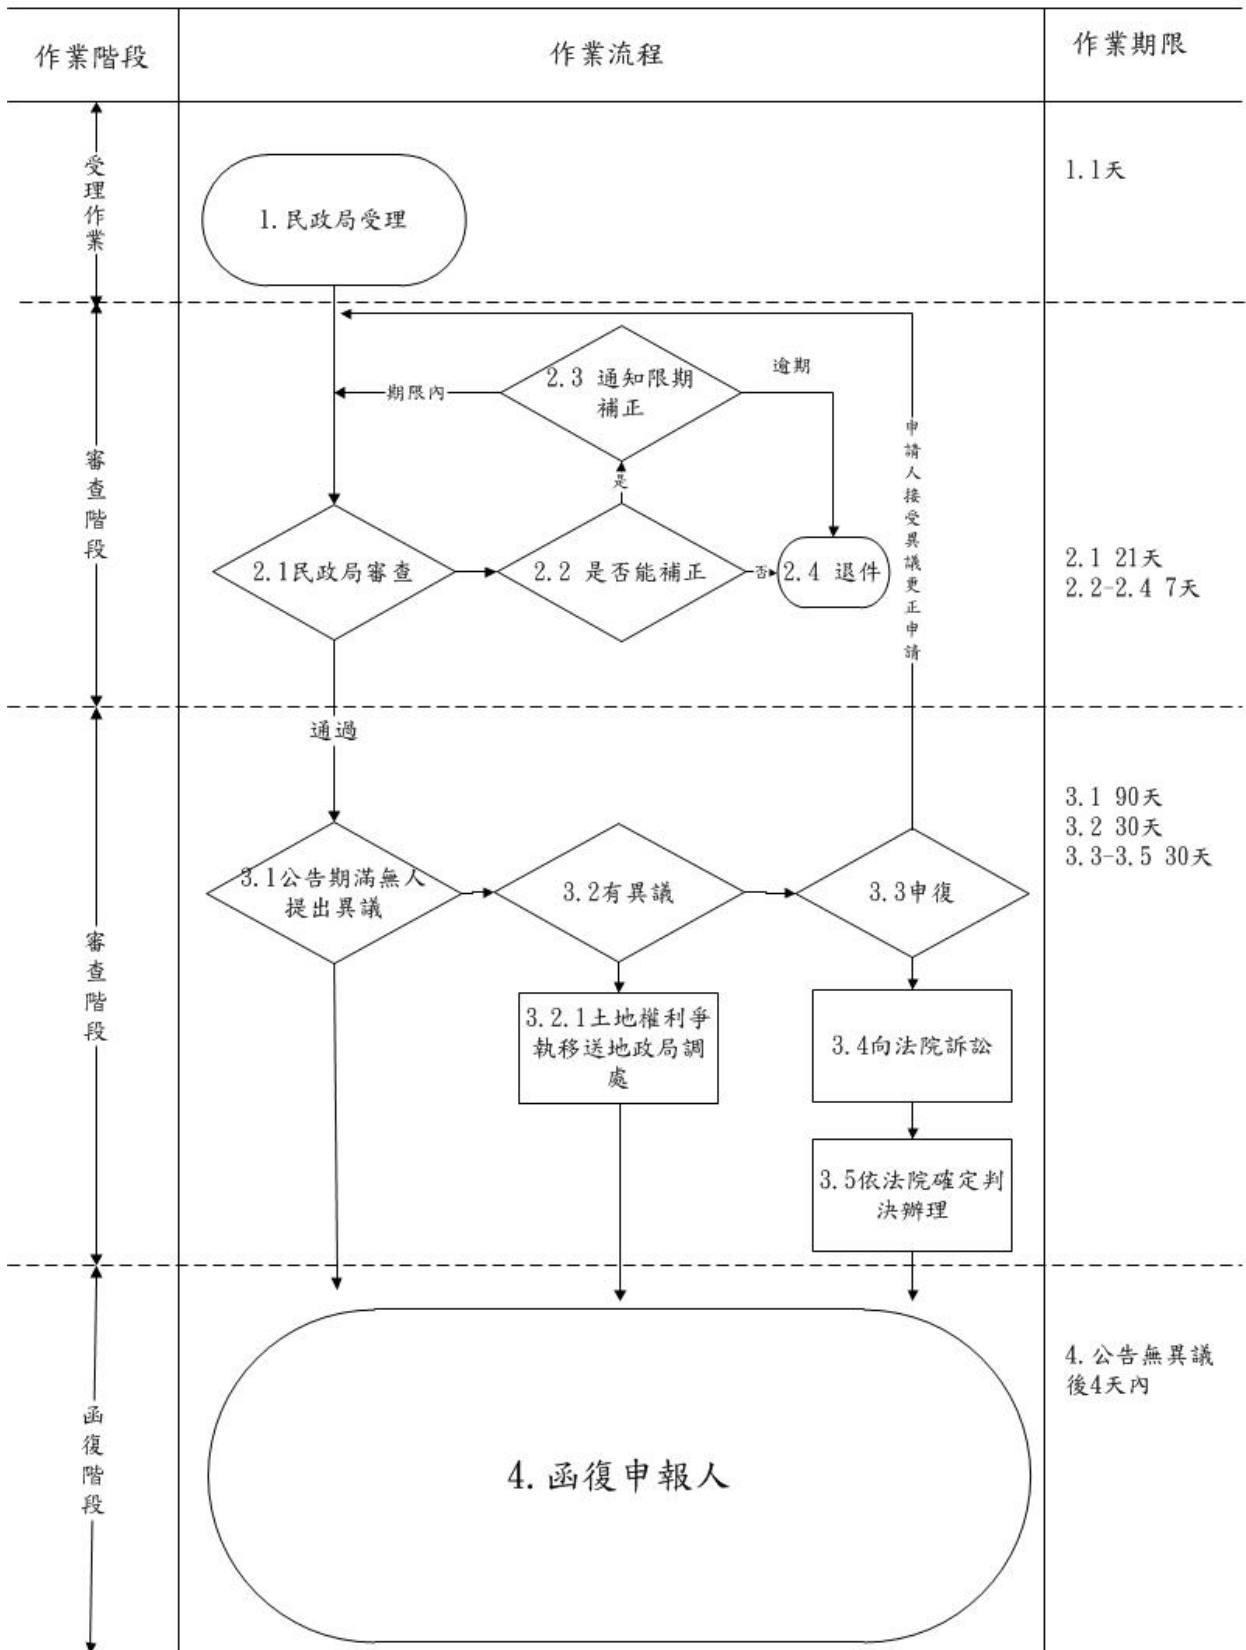 作業階段
作業流程
作業期限
受理作業
1.民政局受理
1.1天
審查階段
2.3 通知限期
補正
逾期
期限內
是
申請人接受異議更正申請
2.1民政局審查
2.2 是否能補正
否
2.4 退件
2.1 21天
2.2-2.4 7天
通過
審查階段
3.1公告期滿無人
提出異議
3.2有異議
3.3申復
3.1 90天
3.2 30天
3.3-3.5 30天
3.2.1土地權利爭
執移送地政局調
處
3.4向法院訴訟
3.5依法院確定判
決辦理
函復階段
4.函復申報人
4.公告無異議
後4天內